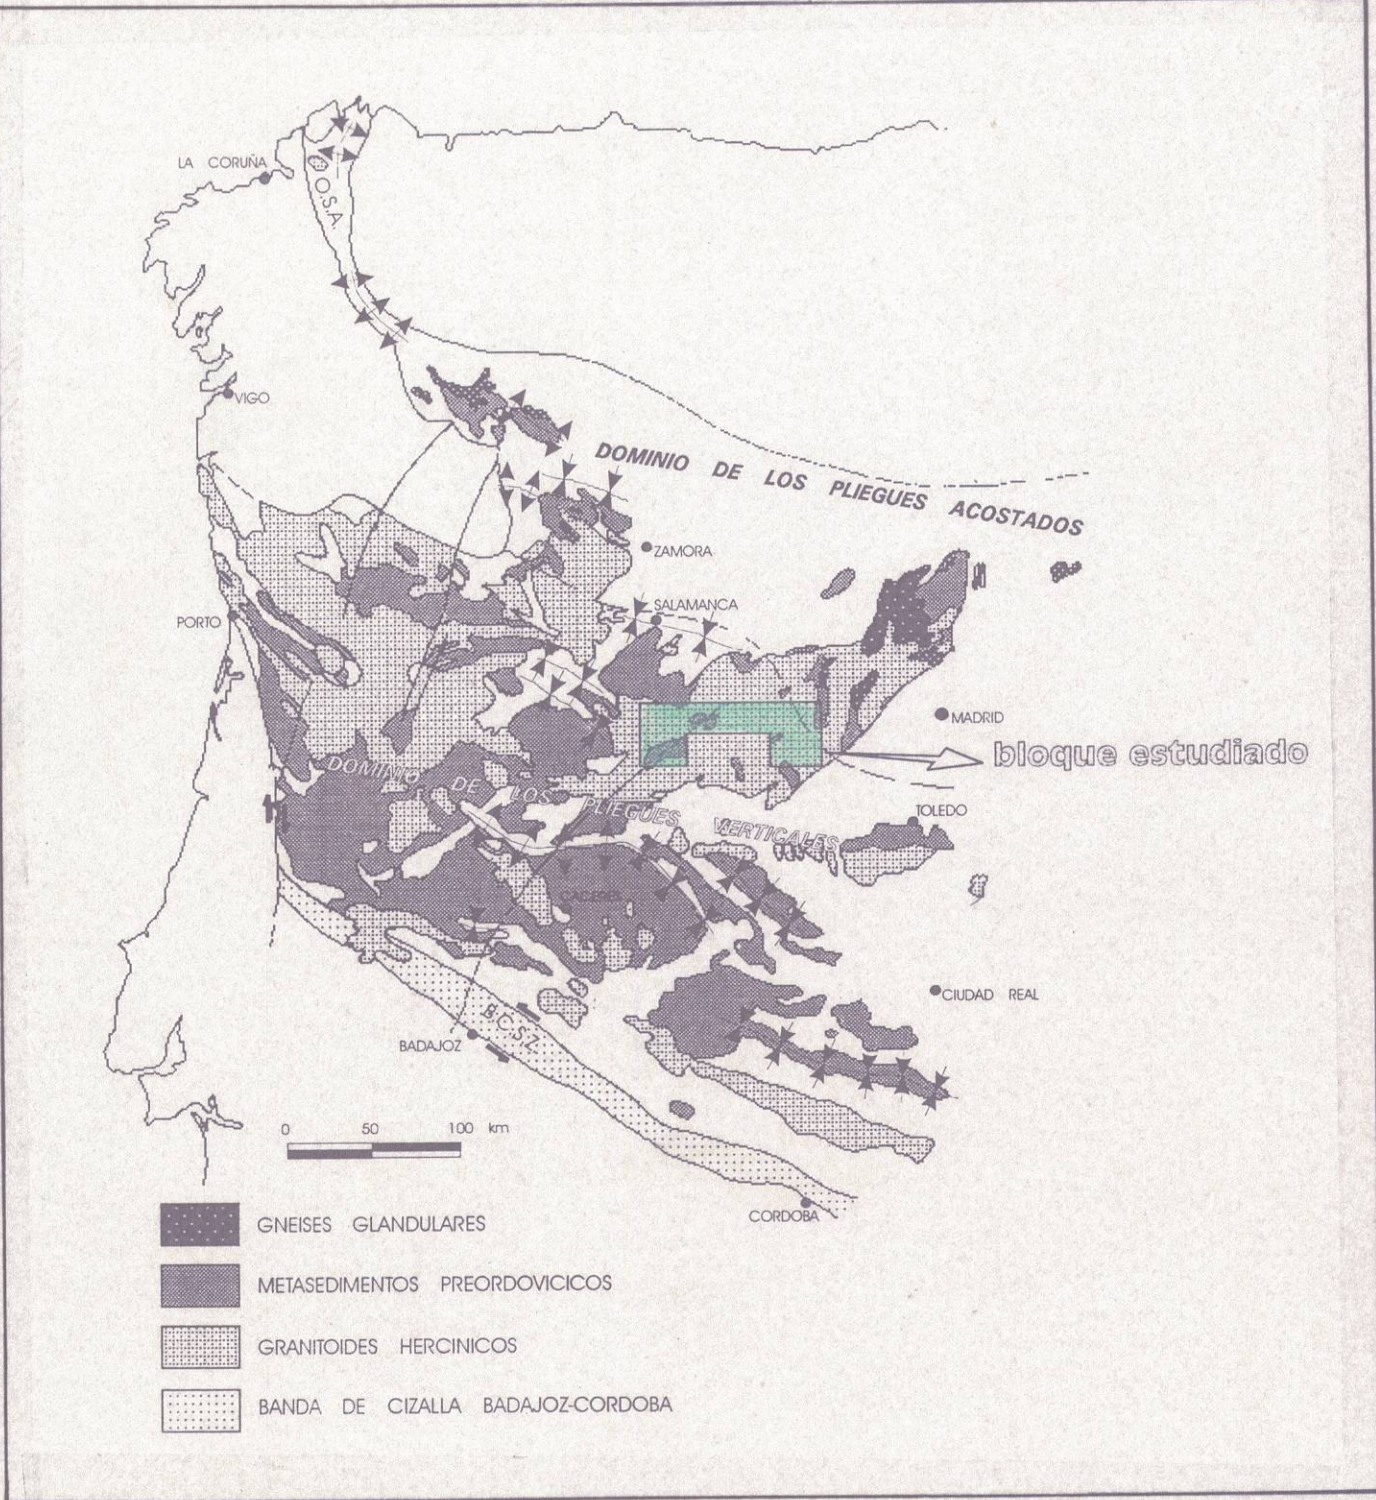 LA CORUÑA
O.S.A.
VIGO
DOMINIO DE LOS PLIEGUES ACOSTADOS
ZAMORA
SALAMANCA
PORTO
MADRID
bloque estudiado
DOMINIO DE LOS PLIEGUES VERTICALES
TOLEDO
CACERES
CIUDAD REAL
B.C.S.Z.
BADAJOZ
0 50 100 km
CORDOBA
GNEISES GLANDULARES
METASEDIMENTOS PREORDOVICICOS
GRANITOIDES HERCINICOS
BANDA DE CIZALLA BADAJOZ-CORDOBA